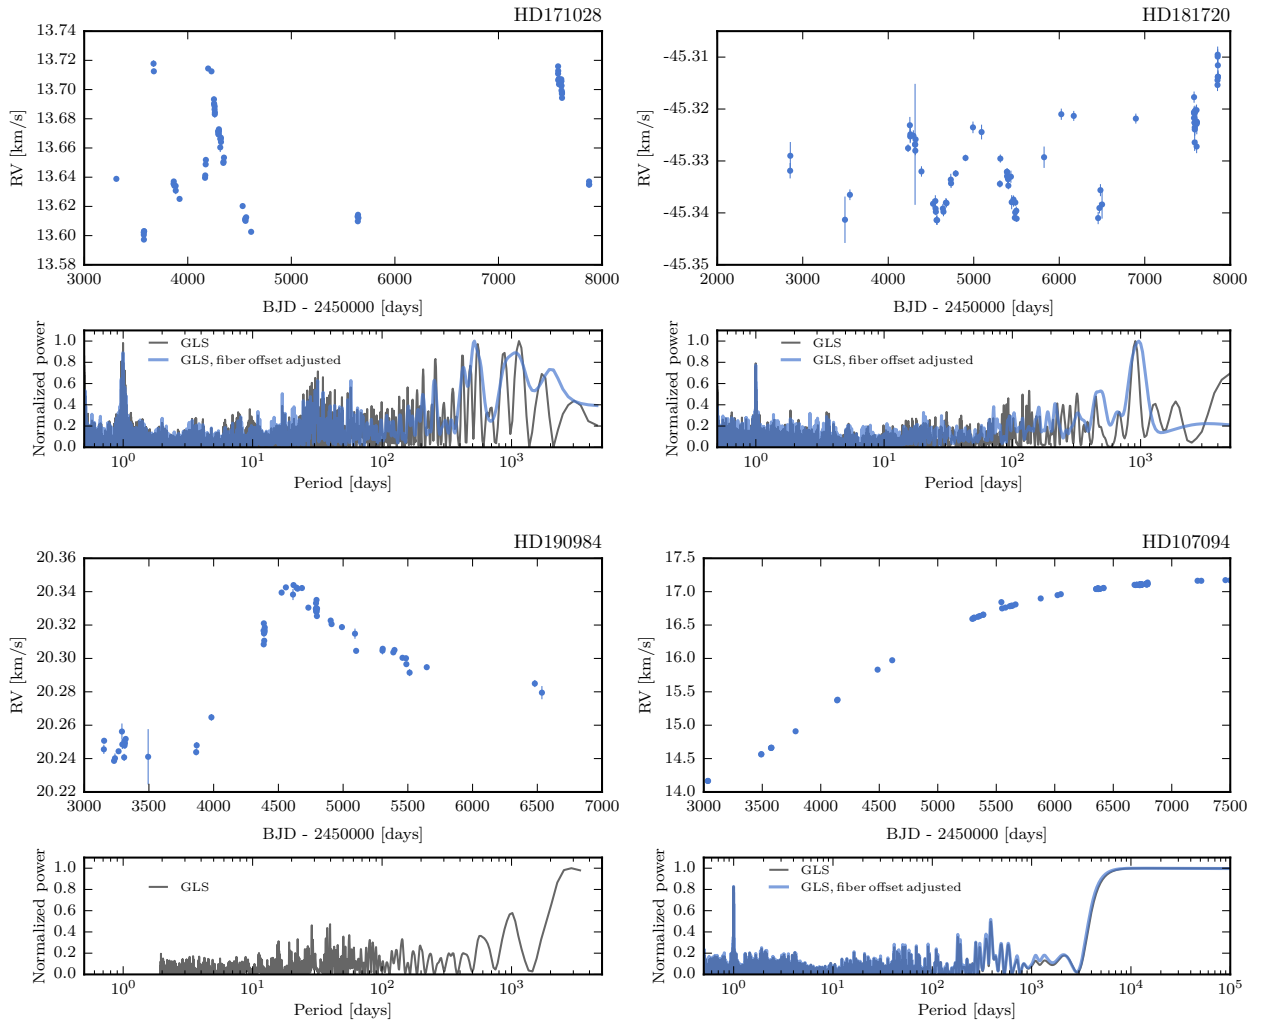 HD171028
13.74
13.72
13.70
13.68
13.66
13.64
13.62
13.60
13.58
RV [km/s]
3000 4000 5000 6000 7000 8000
BJD - 2450000 [days]
1.0
0.8
0.6
0.4
0.2
0.0
Normalized power
GLS
GLS, fiber offset adjusted
10^0 10^1 10^2 10^3
Period [days]
HD181720
-45.31
-45.32
-45.33
-45.34
-45.35
RV [km/s]
2000 3000 4000 5000 6000 7000 8000
BJD - 2450000 [days]
1.0
0.8
0.6
0.4
0.2
0.0
Normalized power
GLS
GLS, fiber offset adjusted
10^0 10^1 10^2 10^3
Period [days]
HD190984
20.36
20.34
20.32
20.30
20.28
20.26
20.24
20.22
RV [km/s]
3000 3500 4000 4500 5000 5500 6000 6500 7000
BJD - 2450000 [days]
1.0
0.8
0.6
0.4
0.2
0.0
Normalized power
GLS
10^0 10^1 10^2 10^3
Period [days]
HD107094
17.5
17.0
16.5
16.0
15.5
15.0
14.5
14.0
RV [km/s]
3000 3500 4000 4500 5000 5500 6000 6500 7000 7500
BJD - 2450000 [days]
1.0
0.8
0.6
0.4
0.2
0.0
Normalized power
GLS
GLS, fiber offset adjusted
10^0 10^1 10^2 10^3 10^4 10^5
Period [days]